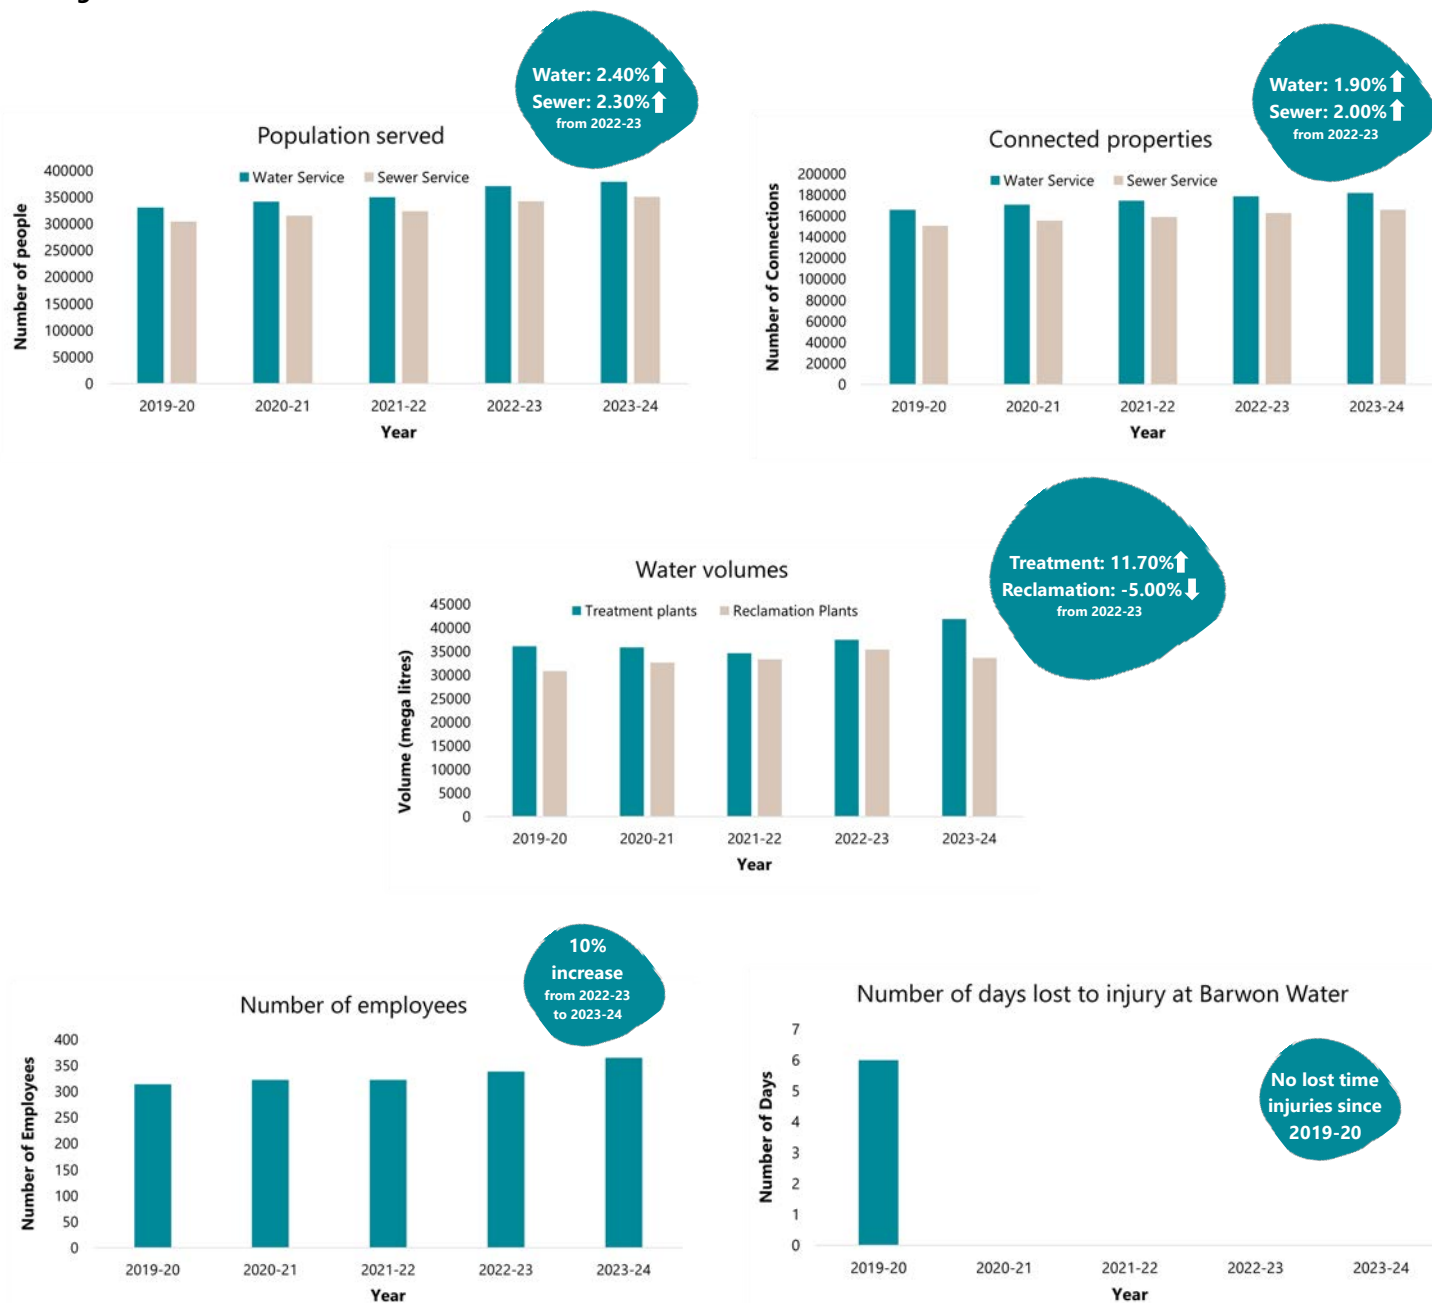 Water: 2.40%
Sewer: 2.30%
from 2022-23
Population served
Water Service Sewer Service
400000
350000
300000
250000
200000
150000
100000
50000
0
Number of people
2019-20 2020-21 2021-22 2022-23 2023-24
Year
Water: 1.90%
Sewer: 2.00%
from 2022-23
Connected properties
Water Service Sewer Service
200000
180000
160000
140000
120000
100000
80000
60000
40000
20000
0
Number of Connections
2019-20 2020-21 2021-22 2022-23 2023-24
Year
Treatment: 11.70%
Reclamation: -5.00%
from 2022-23
Water volumes
Treatment plants Reclamation Plants
45000
40000
35000
30000
25000
20000
15000
10000
5000
0
Volume (mega litres)
2019-20 2020-21 2021-22 2022-23 2023-24
Year
10%
increase
from 2022-23
to 2023-24
Number of employees
400
350
300
250
200
150
100
50
0
Number of Employees
2019-20 2020-21 2021-22 2022-23 2023-24
Year
Number of days lost to injury at Barwon Water
7
6
5
4
3
2
1
0
Number of Days
No lost time
injuries since
2019-20
2019-20 2020-21 2021-22 2022-23 2023-24
Year